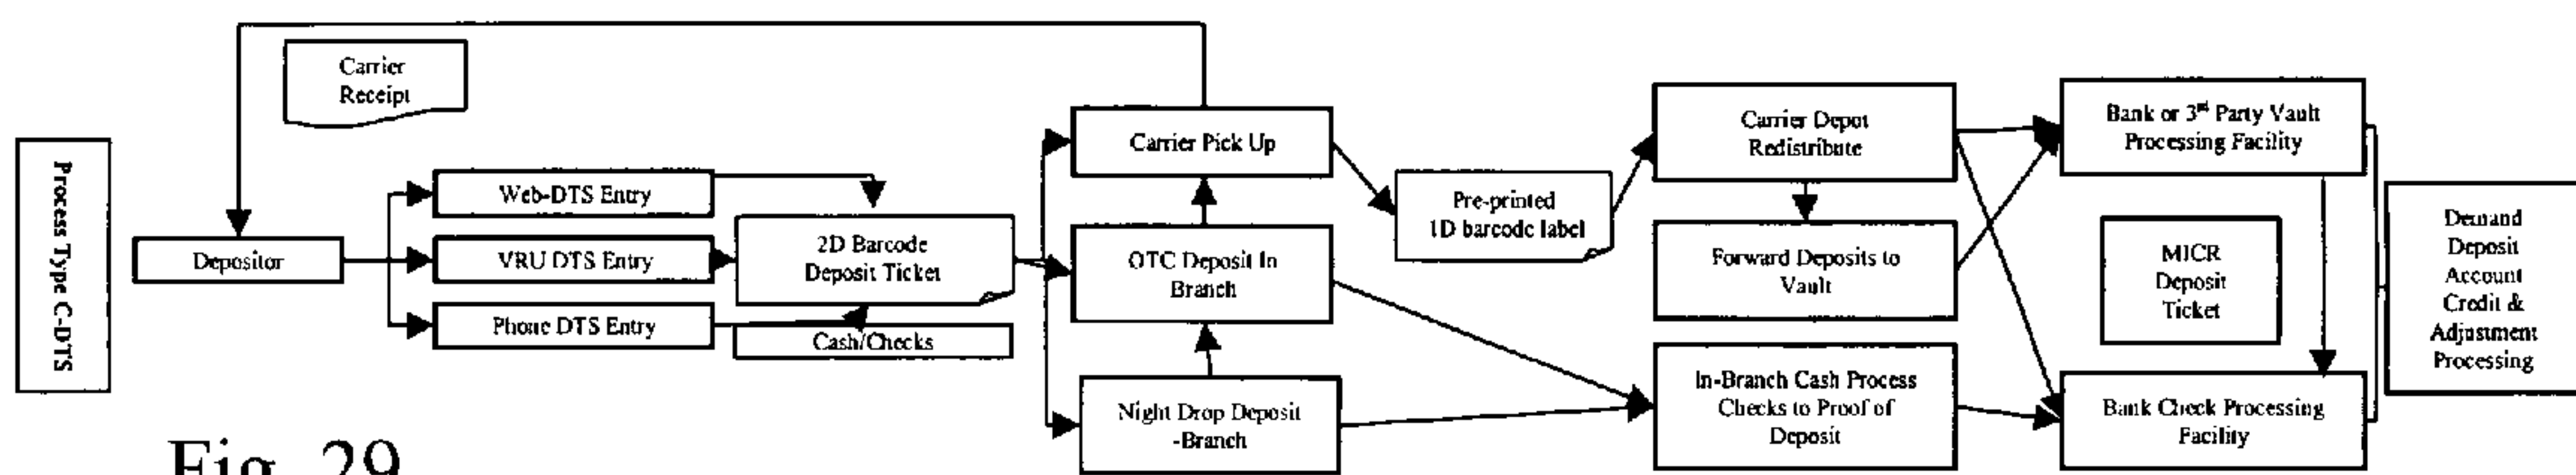 Carrier
Receipt
Process Type C-DTS
Depositor
Web-DTS Entry
VRU DTS Entry
Phone DTS Entry
2D Barcode
Deposit Ticket
Cash/Checks
Carrier Pick Up
OTC Deposit In
Branch
Night Drop Deposit
-Branch
Pre-printed
1D barcode label
Carrier Depot
Redistribute
Forward Deposits to
Vault
In-Branch Cash Process
Checks to Proof of
Deposit
Bank or 3rd Party Vault
Processing Facility
MICR
Deposit
Ticket
Bank Check Processing
Facility
Demand
Deposit
Account
Credit &
Adjustment
Processing
Fig. 29